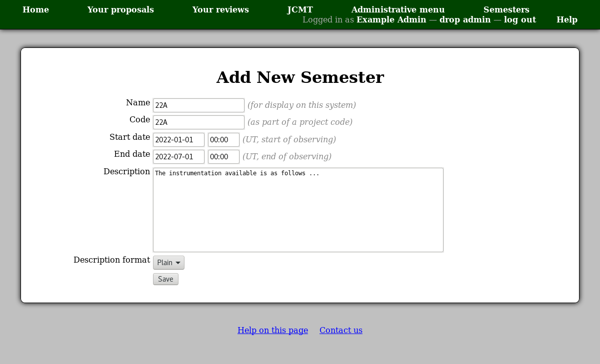 Home Your proposals Your reviews JCMT Administrative menu Semesters
Logged in as Example Admin — drop admin — log out Help
Add New Semester
Name 22A (for display on this system)
Code 22A (as part of a project code)
Start date 2022-01-01 00:00 (UT, start of observing)
End date 2022-07-01 00:00 (UT, end of observing)
Description The instrumentation available is as follows ...
Description format Plain
Save
Help on this page Contact us